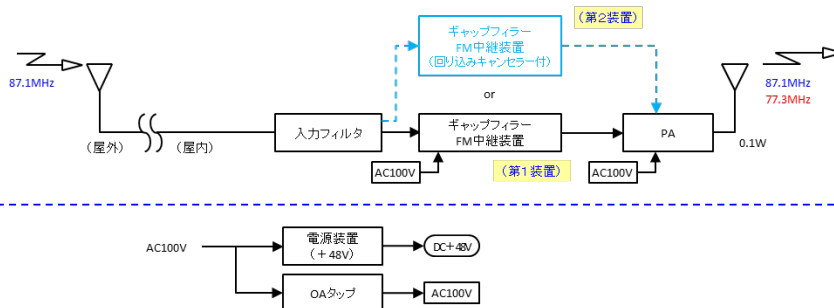 (第2装置)
ギャップフィラー
FM中継装置
(回り込みキャンセラー付)
87.1MHz
87.1MHz
77.3MHz
or
入力フィルタ
ギャップフィラー
FM中継装置
PA
(屋外)
(屋内)
0.1W
AC100V
(第1装置)
AC100V
AC100V
電源装置
(+48V)
DC+48V
OAタップ
AC100V